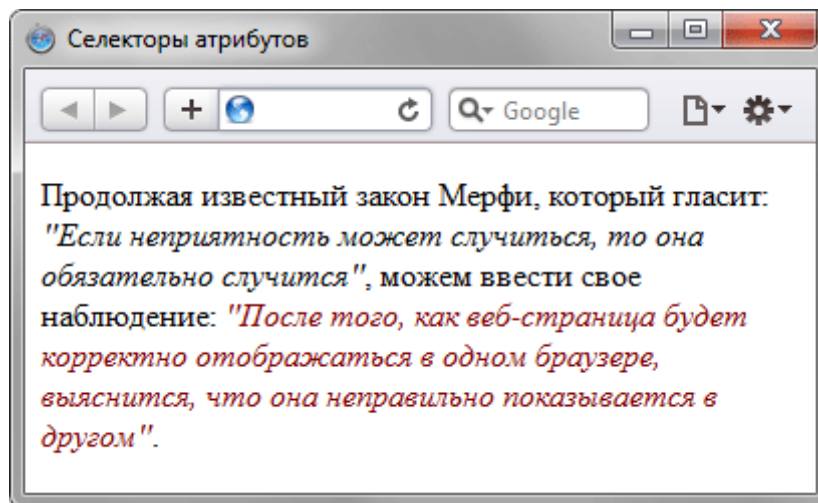 Селекторы атрибутов
Google
Продолжая известный закон Мерфи, который гласит:
"Если неприятность может случиться, то она
обязательно случится", можем ввести свое
наблюдение: "После того, как веб-страница будет
корректно отображаться в одном браузере,
выяснится, что она неправильно показывается в
другом".